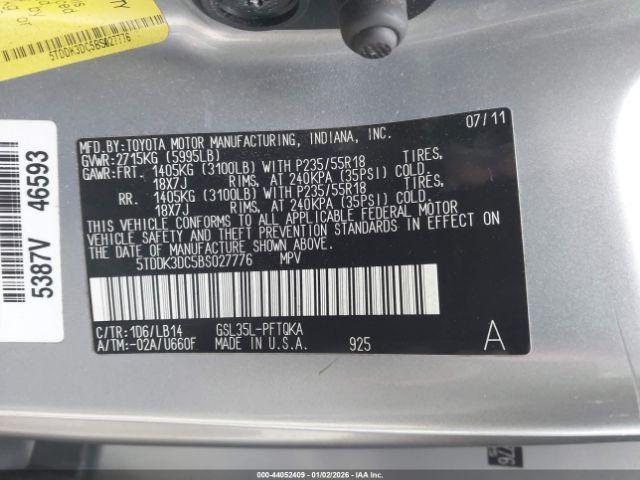 5TDDK3DC5BS027776
5387V 46593
MFD.BY:TOYOTA MOTOR MANUFACTURING, INDIANA, INC. 07/11
GVWR:2715KG (5995LB)
GAWR:FRT. 1405KG (3100LB) WITH P235/55R18 TIRES,
18X7J RIMS, AT 240KPA (35PSI) COLD.
RR. 1405KG (3100LB) WITH P235/55R18 TIRES,
18X7J RIMS, AT 240KPA (35PSI) COLD.
THIS VEHICLE CONFORMS TO ALL APPLICABLE FEDERAL MOTOR
VEHICLE SAFETY AND THEFT PREVENTION STANDARDS IN EFFECT
ON THE DATE OF MANUFACTURE SHOWN ABOVE.
5TDDK3DC5BS027776 MPV
C/TR:1D6/LB14 GSL35L-PFTQKA
A/TM:-02A/U660F MADE IN U.S.A. 925 A
000-44052409 - 01/02/2026 - IAAI.COM